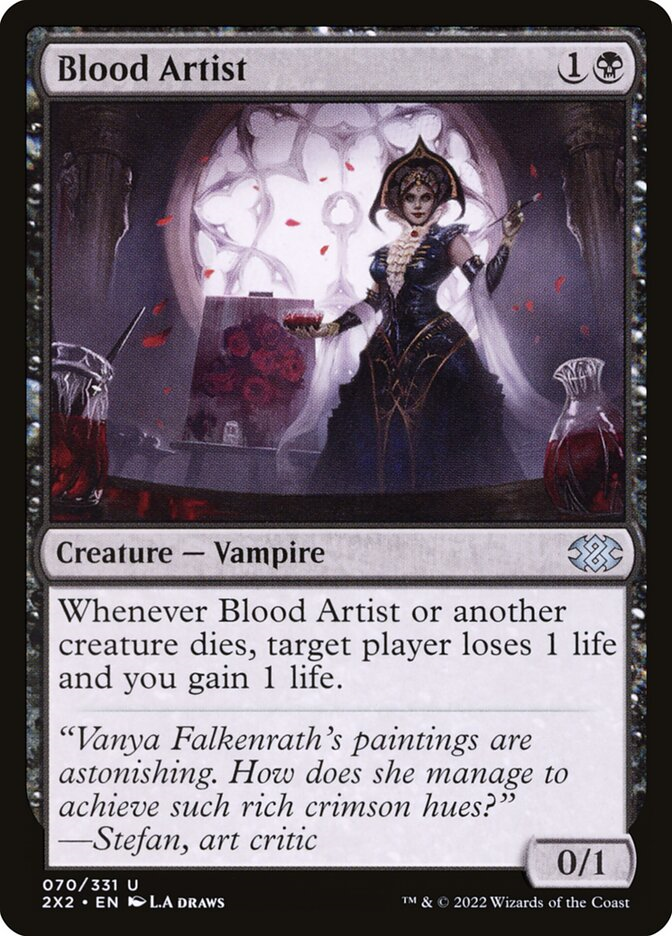 Blood Artist 1
Creature — Vampire
Whenever Blood Artist or another
creature dies, target player loses 1 life
and you gain 1 life.
“Vanya Falkenrath’s paintings are
astonishing. How does she manage to
achieve such rich crimson hues?”
—Stefan, art critic
0/1
070/331 U
2X2 • EN L.A DRAWS
™ & © 2022 Wizards of the Coast